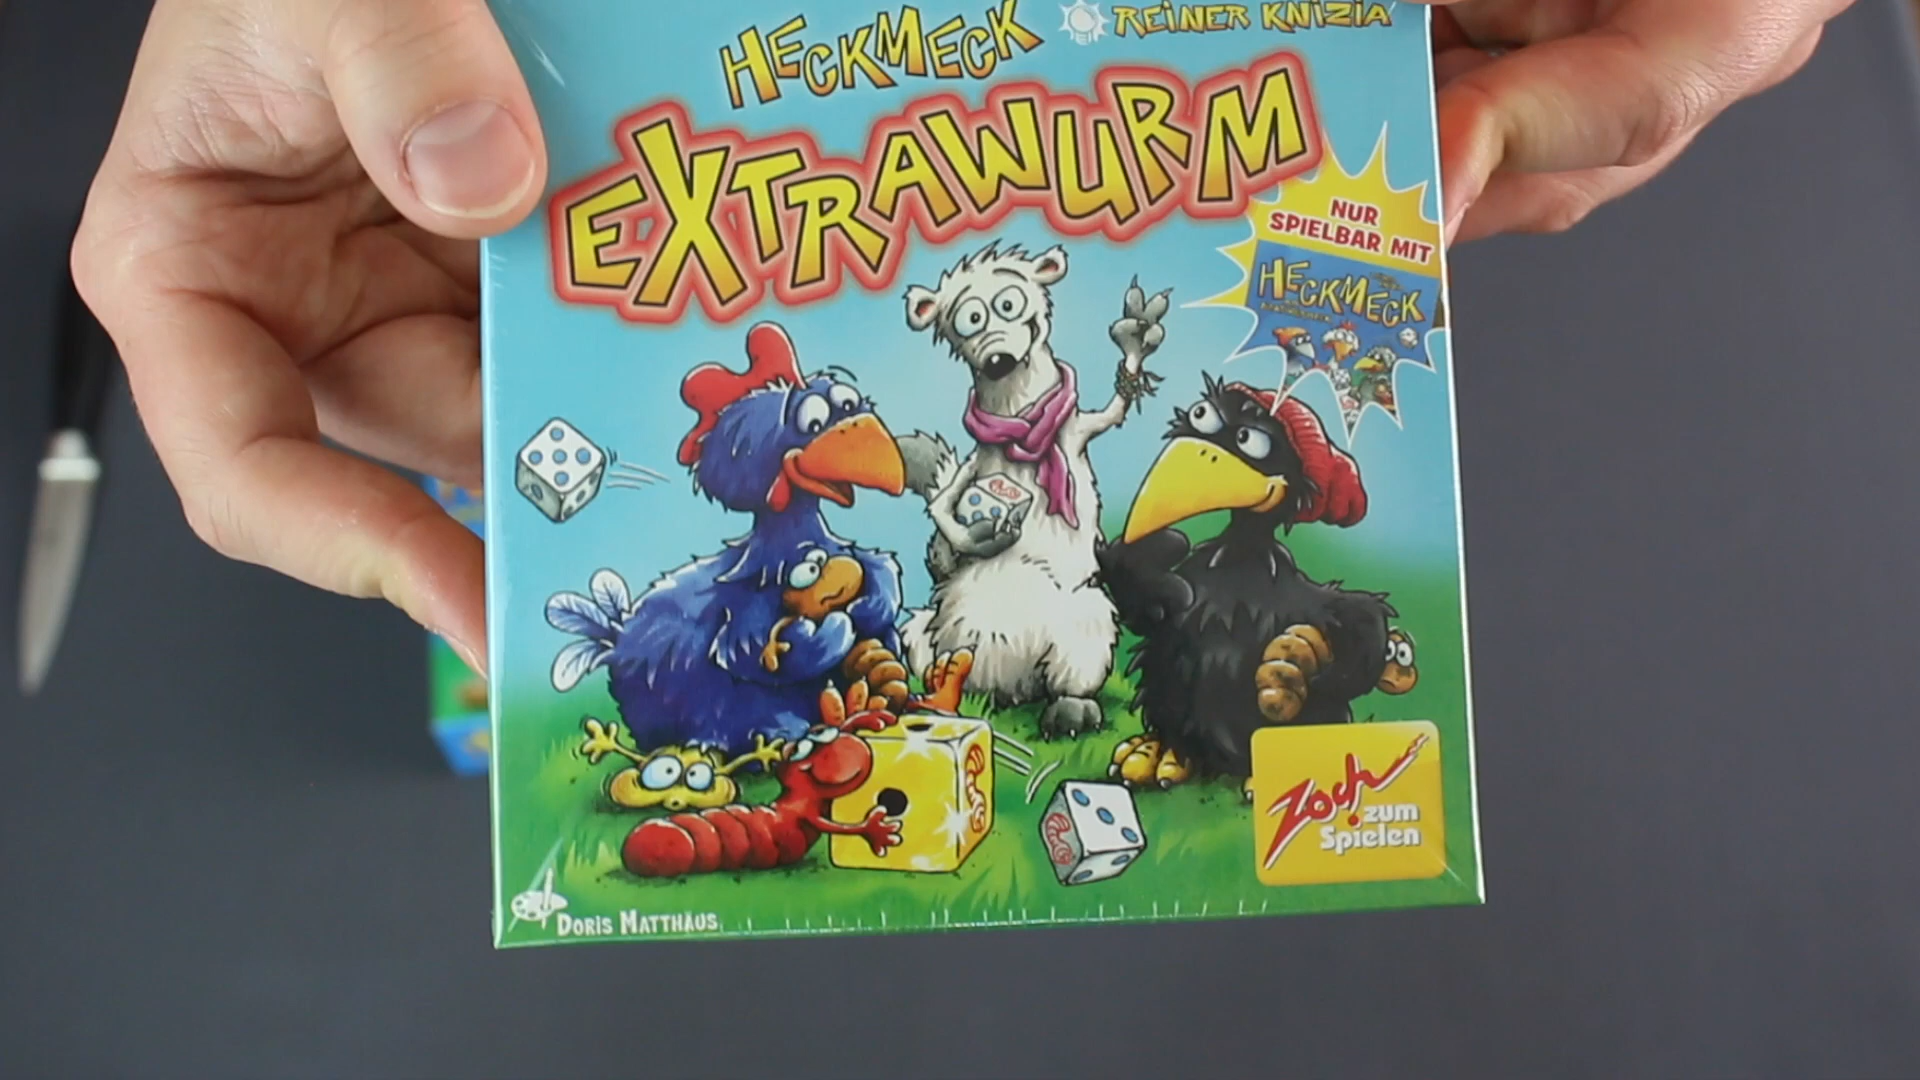 HECKMECK
REINER KNIZIA
EXTRAWURM
NUR
SPIELBAR MIT
HECKMECK
Zoch
zum
Spielen
DORIS MATTHÄUS